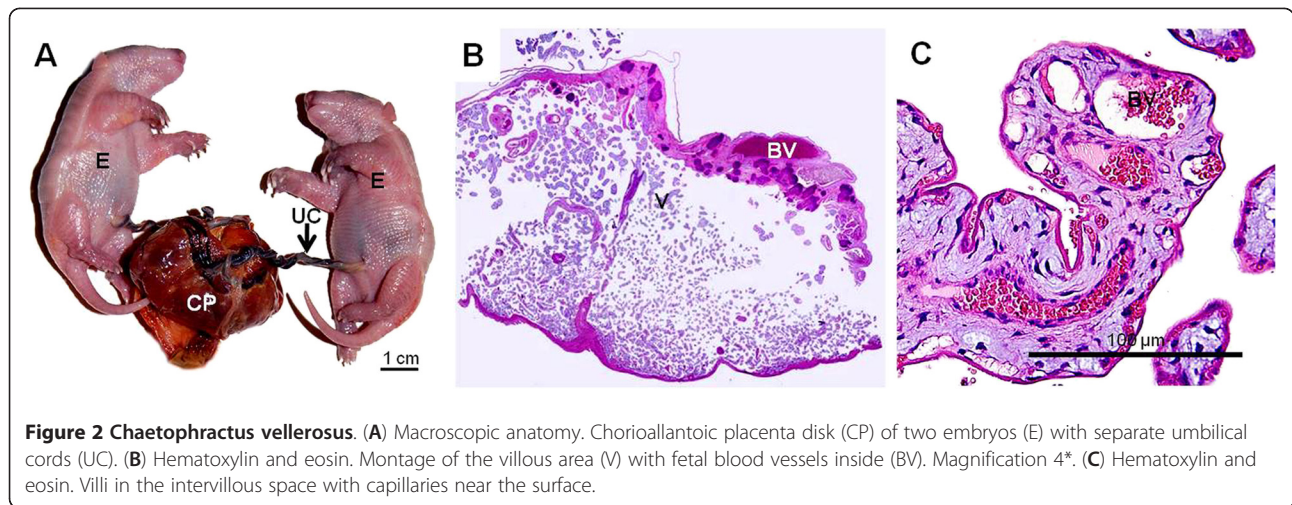 A
E
E
UC
CP
1 cm
B
BV
V
C
BV
100 µm
Figure 2 Chaetophractus vellerosus. (A) Macroscopic anatomy. Chorioallantoic placenta disk (CP) of two embryos (E) with separate umbilical
cords (UC). (B) Hematoxylin and eosin. Montage of the villous area (V) with fetal blood vessels inside (BV). Magnification 4*. (C) Hematoxylin and
eosin. Villi in the intervillous space with capillaries near the surface.